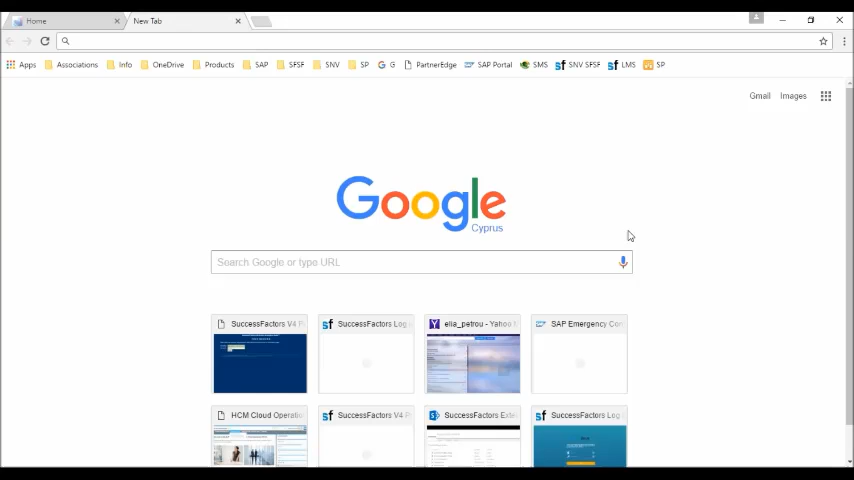 Home
New Tab
Apps Associations Info OneDrive Products SAP SFSF SNV SP G PartnerEdge SAP Portal SMS SNV SFSF LMS SP
Gmail Images
Google
Cyprus
Search Google or type URL
SuccessFactors V4 P
SuccessFactors Log
elia_petrou - Yahoo
SAP Emergency Con
HCM Cloud Operatio
SuccessFactors V4 P
SuccessFactors Exte
SuccessFactors Log